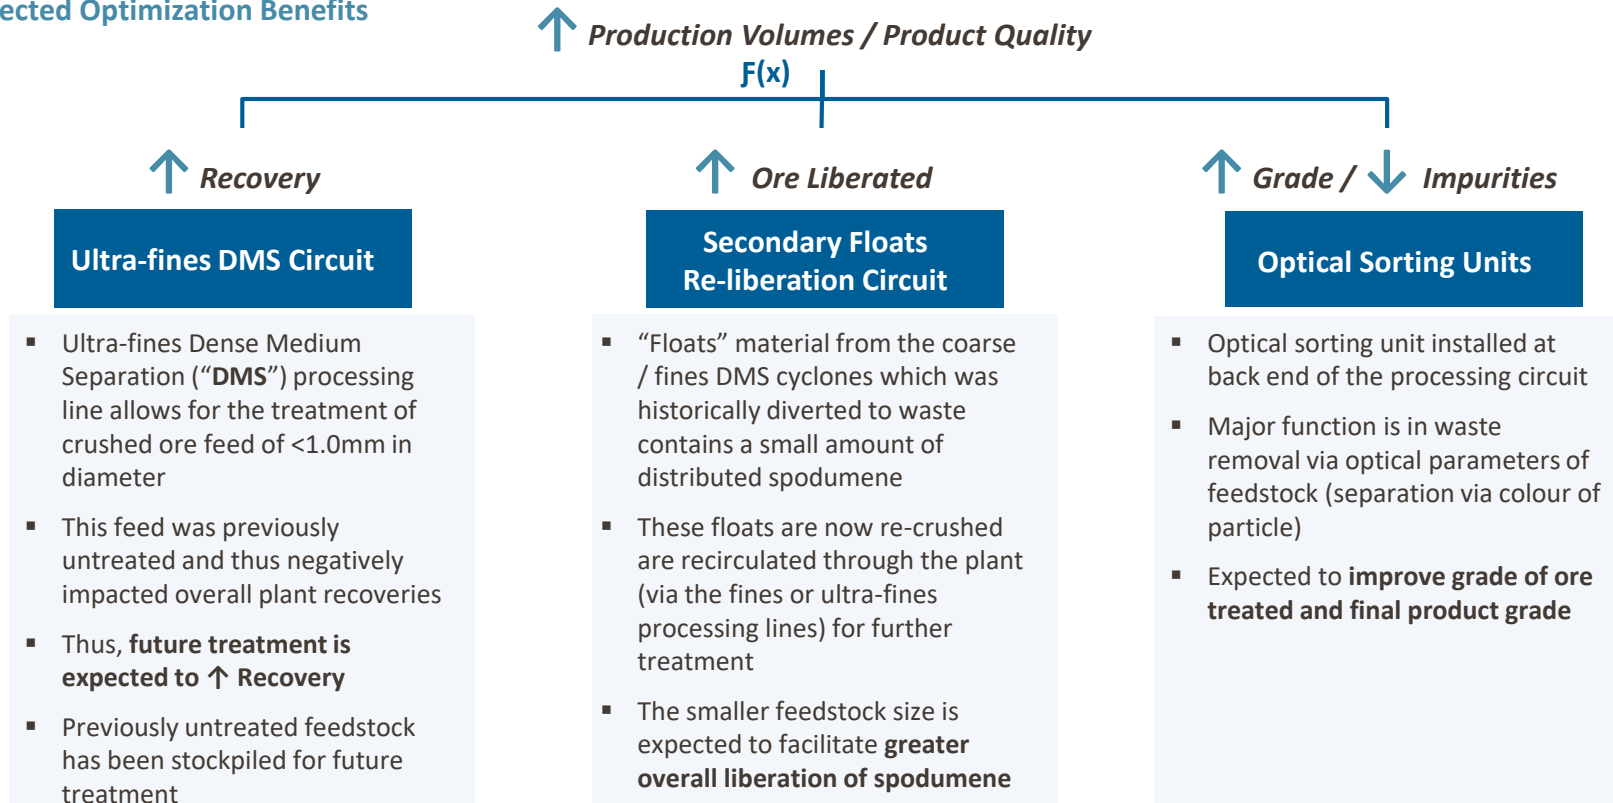 ected Optimization Benefits
↑ Production Volumes / Product Quality
Ƒ(x)
↑ Recovery
Ultra-fines DMS Circuit
▪ Ultra-fines Dense Medium
Separation (“DMS”) processing
line allows for the treatment of
crushed ore feed of <1.0mm in
diameter
▪ This feed was previously
untreated and thus negatively
impacted overall plant recoveries
▪ Thus, future treatment is
expected to ↑ Recovery
▪ Previously untreated feedstock
has been stockpiled for future
treatment
↑ Ore Liberated
Secondary Floats
Re-liberation Circuit
▪ “Floats” material from the coarse
/ fines DMS cyclones which was
historically diverted to waste
contains a small amount of
distributed spodumene
▪ These floats are now re-crushed
are recirculated through the plant
(via the fines or ultra-fines
processing lines) for further
treatment
▪ The smaller feedstock size is
expected to facilitate greater
overall liberation of spodumene
↑ Grade / ↓ Impurities
Optical Sorting Units
▪ Optical sorting unit installed at
back end of the processing circuit
▪ Major function is in waste
removal via optical parameters of
feedstock (separation via colour of
particle)
▪ Expected to improve grade of ore
treated and final product grade